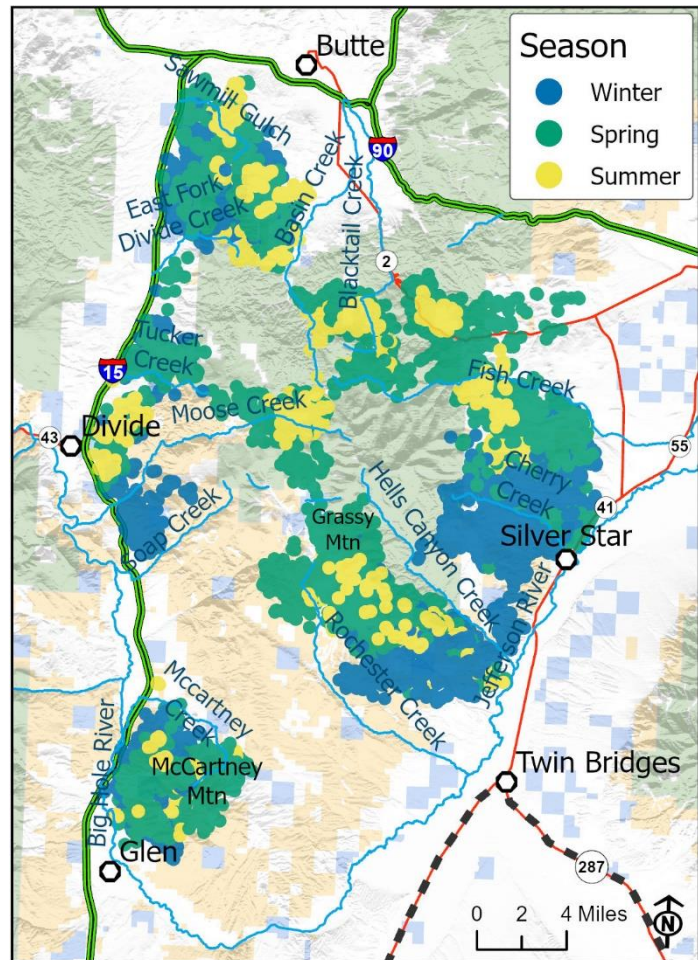 Season
Winter
Spring
Summer
Butte
Sawmill Gulch
90
East Fork
Divide Creek
Basin Creek
Blacktail Creek
2
Tucker
Creek
15
Moose Creek
Fish Creek
43
Divide
55
Cherry
Creek
41
Soap Creek
Hells Canyon Creek
Grassy
Mtn
Silver Star
Jefferson River
Rochester Creek
Mccartney
Creek
McCartney
Mtn
Big Hole River
Twin Bridges
Glen
287
0 2 4 Miles
N